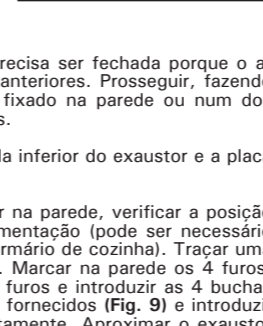 recisa ser fechada porque o a
anteriores. Prosseguir, fazend
fixado na parede ou num do
s.
la inferior do exaustor e a plac
r na parede, verificar a posiçã
mentação (pode ser necessári
rmário de cozinha). Traçar um
. Marcar na parede os 4 furos
furos e introduzir as 4 bucha
fornecidos (Fig. 9) e introduzi
tamente. Aproximar o exausto